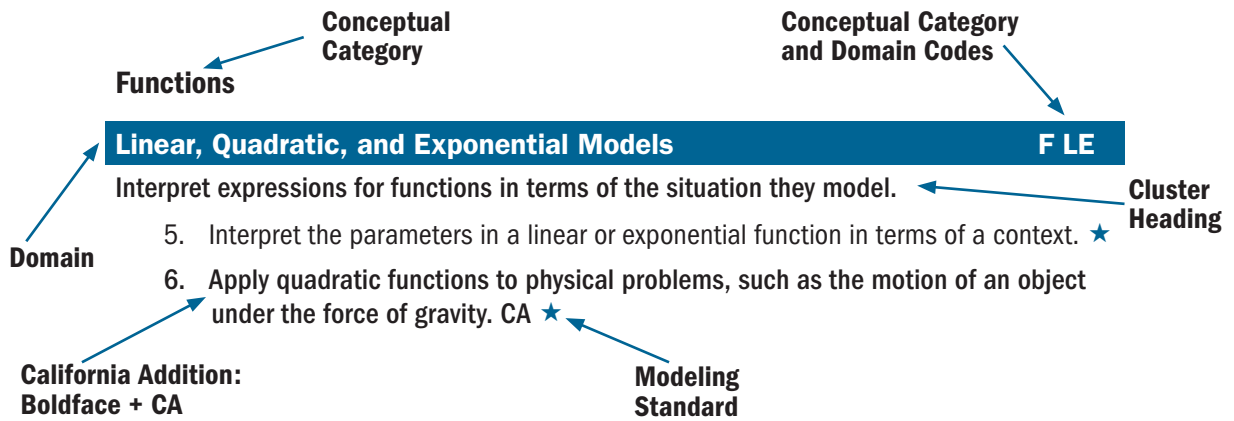 Conceptual
Category
Conceptual Category
and Domain Codes
Functions
Linear, Quadratic, and Exponential Models F LE
Interpret expressions for functions in terms of the situation they model.
Cluster
Heading
5. Interpret the parameters in a linear or exponential function in terms of a context. ★
Domain
6. Apply quadratic functions to physical problems, such as the motion of an object
under the force of gravity. CA ★
California Addition:
Boldface + CA
Modeling
Standard